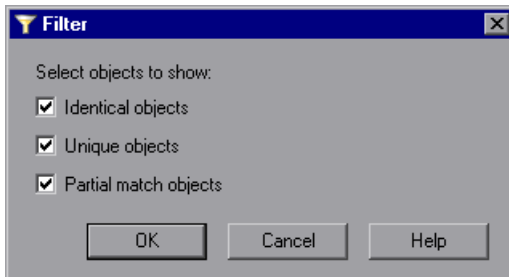 Filter
Select objects to show:
Identical objects
Unique objects
Partial match objects
OK Cancel Help